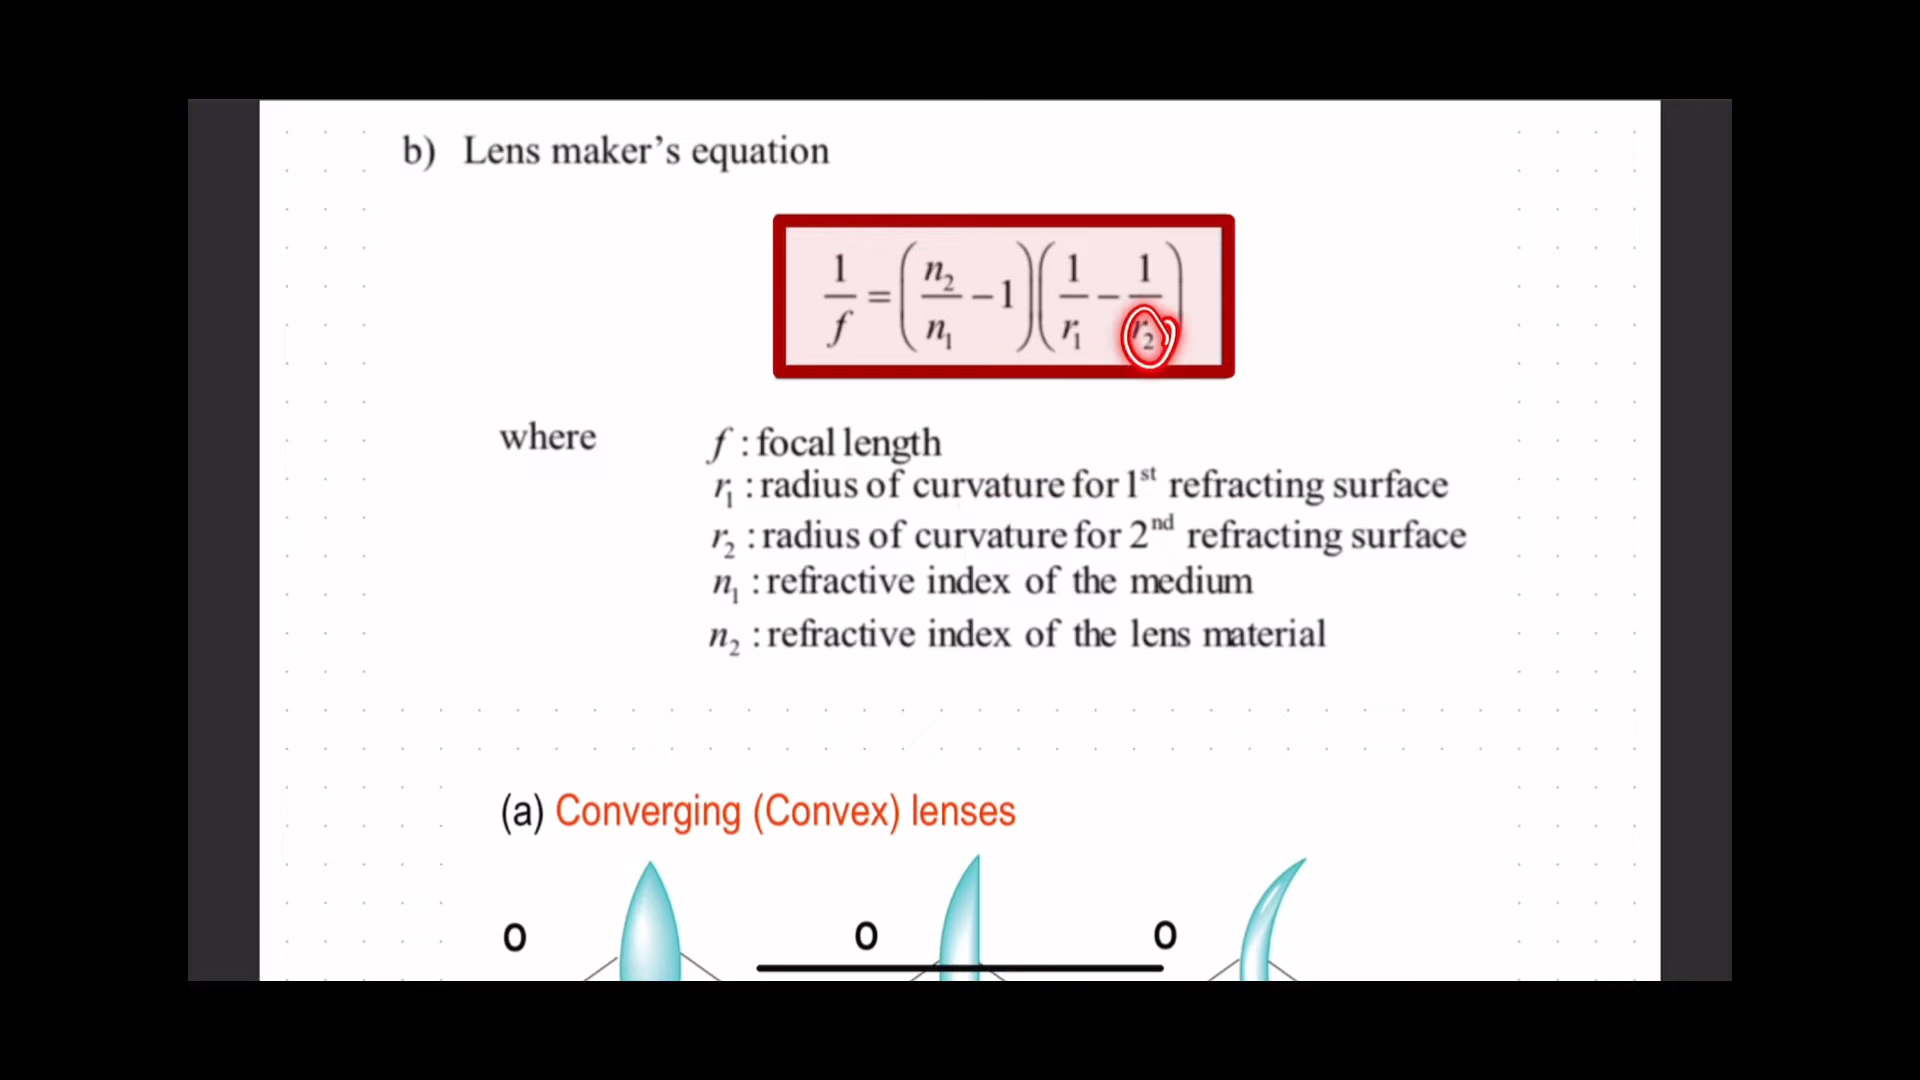 b) Lens maker's equation
1/f = (n₂/n₁ − 1)(1/r₁ − 1/r₂)
where f : focal length
r₁ : radius of curvature for 1ˢᵗ refracting surface
r₂ : radius of curvature for 2ⁿᵈ refracting surface
n₁ : refractive index of the medium
n₂ : refractive index of the lens material
(a) Converging (Convex) lenses
O O O